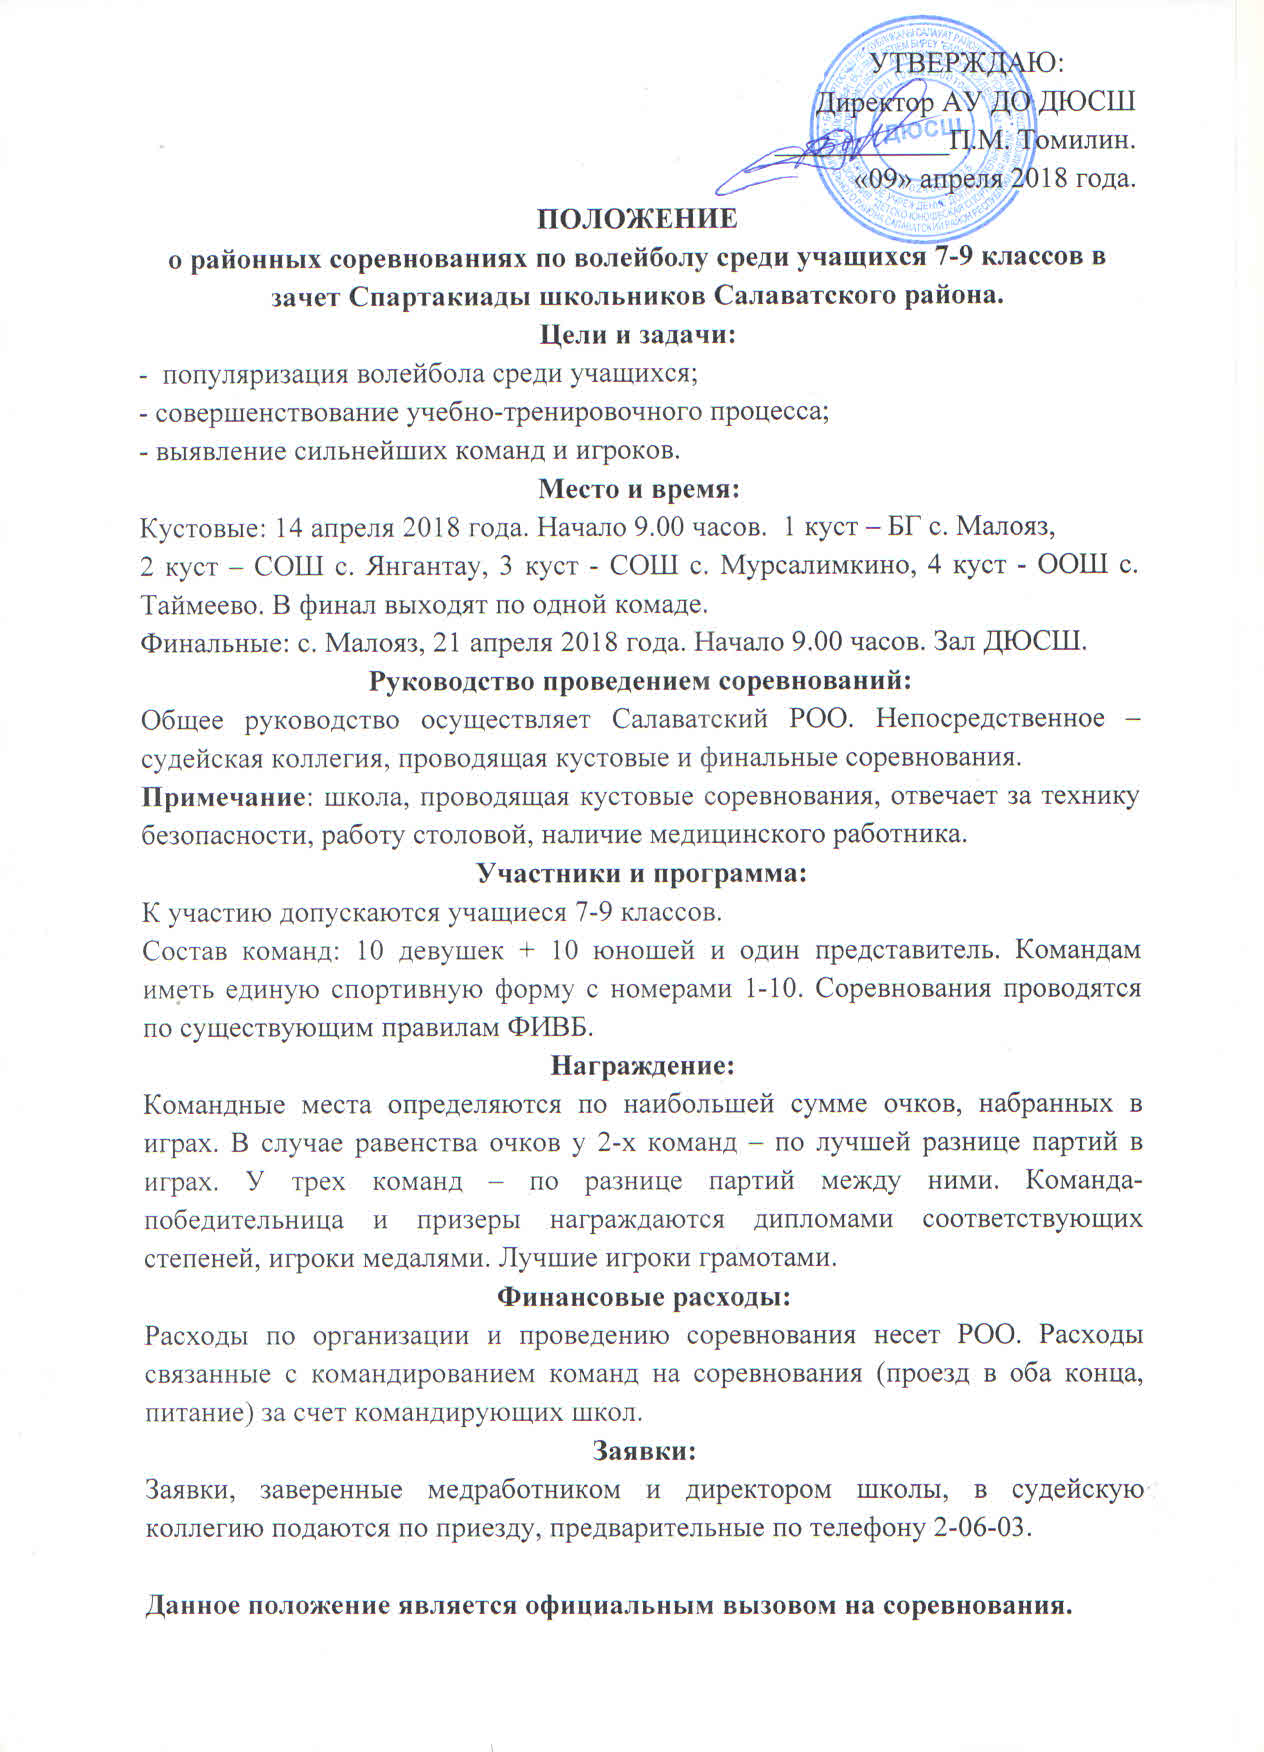 УТВЕРЖДАЮ:
Директор АУ ДО ДЮСШ
____________П.М. Томилин.
«09» апреля 2018 года.
ДЮСШ
ПОЛОЖЕНИЕ
о районных соревнованиях по волейболу среди учащихся 7-9 классов в
зачет Спартакиады школьников Салаватского района.
Цели и задачи:
- популяризация волейбола среди учащихся;
- совершенствование учебно-тренировочного процесса;
- выявление сильнейших команд и игроков.
Место и время:
Кустовые: 14 апреля 2018 года. Начало 9.00 часов. 1 куст – БГ с. Малояз,
2 куст – СОШ с. Янгантау, 3 куст - СОШ с. Мурсалимкино, 4 куст - ООШ с.
Таймеево. В финал выходят по одной комаде.
Финальные: с. Малояз, 21 апреля 2018 года. Начало 9.00 часов. Зал ДЮСШ.
Руководство проведением соревнований:
Общее руководство осуществляет Салаватский РОО. Непосредственное –
судейская коллегия, проводящая кустовые и финальные соревнования.
Примечание: школа, проводящая кустовые соревнования, отвечает за технику
безопасности, работу столовой, наличие медицинского работника.
Участники и программа:
К участию допускаются учащиеся 7-9 классов.
Состав команд: 10 девушек + 10 юношей и один представитель. Командам
иметь единую спортивную форму с номерами 1-10. Соревнования проводятся
по существующим правилам ФИВБ.
Награждение:
Командные места определяются по наибольшей сумме очков, набранных в
играх. В случае равенства очков у 2-х команд – по лучшей разнице партий в
играх. У трех команд – по разнице партий между ними. Команда-
победительница и призеры награждаются дипломами соответствующих
степеней, игроки медалями. Лучшие игроки грамотами.
Финансовые расходы:
Расходы по организации и проведению соревнования несет РОО. Расходы
связанные с командированием команд на соревнования (проезд в оба конца,
питание) за счет командирующих школ.
Заявки:
Заявки, заверенные медработником и директором школы, в судейскую
коллегию подаются по приезду, предварительные по телефону 2-06-03.
Данное положение является официальным вызовом на соревнования.